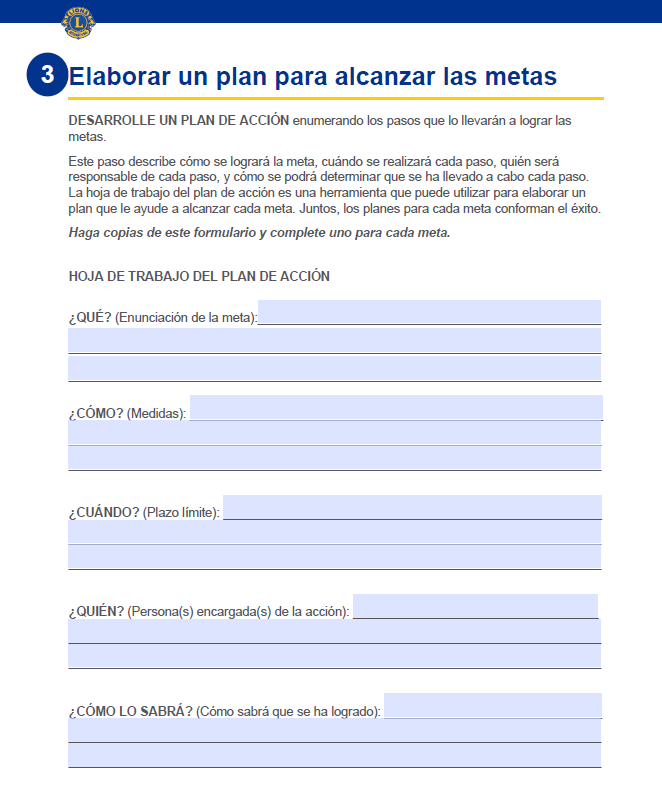 LIONS
L
3
Elaborar un plan para alcanzar las metas
DESARROLLE UN PLAN DE ACCIÓN enumerando los pasos que lo llevarán a lograr las
metas.
Este paso describe cómo se logrará la meta, cuándo se realizará cada paso, quién será
responsable de cada paso, y cómo se podrá determinar que se ha llevado a cabo cada paso.
La hoja de trabajo del plan de acción es una herramienta que puede utilizar para elaborar un
plan que le ayude a alcanzar cada meta. Juntos, los planes para cada meta conforman el éxito.
Haga copias de este formulario y complete uno para cada meta.
HOJA DE TRABAJO DEL PLAN DE ACCIÓN
¿QUÉ? (Enunciación de la meta):
¿CÓMO? (Medidas):
¿CUÁNDO? (Plazo límite):
¿QUIÉN? (Persona(s) encargada(s) de la acción):
¿CÓMO LO SABRÁ? (Cómo sabrá que se ha logrado):